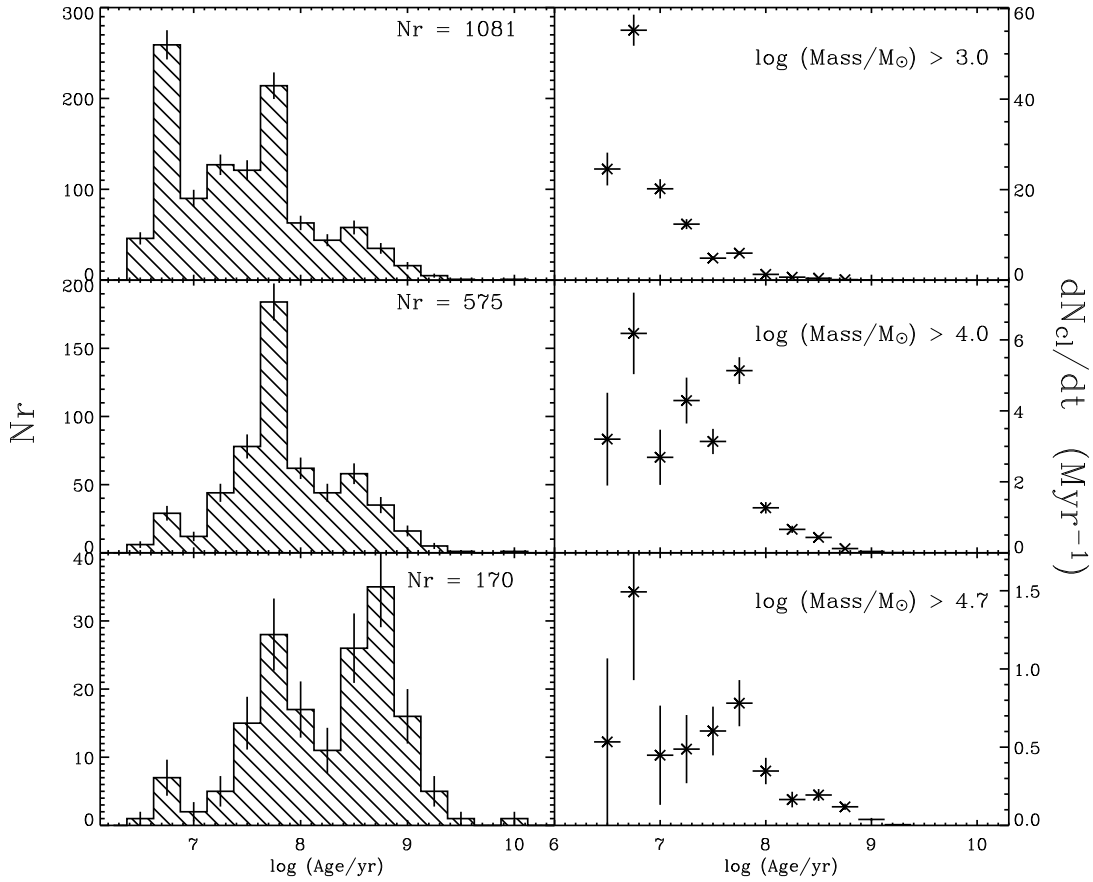 300
200
100
0
Nr = 1081
log (Mass/M⊙) > 3.0
60
40
20
0
200
150
100
50
0
Nr = 575
log (Mass/M⊙) > 4.0
6
4
2
0
40
30
20
10
0
Nr = 170
log (Mass/M⊙) > 4.7
1.5
1.0
0.5
0.0
Nr
dNcl/dt (Myr−1)
7 8 9 10 6 7 8 9 10
log (Age/yr) log (Age/yr)